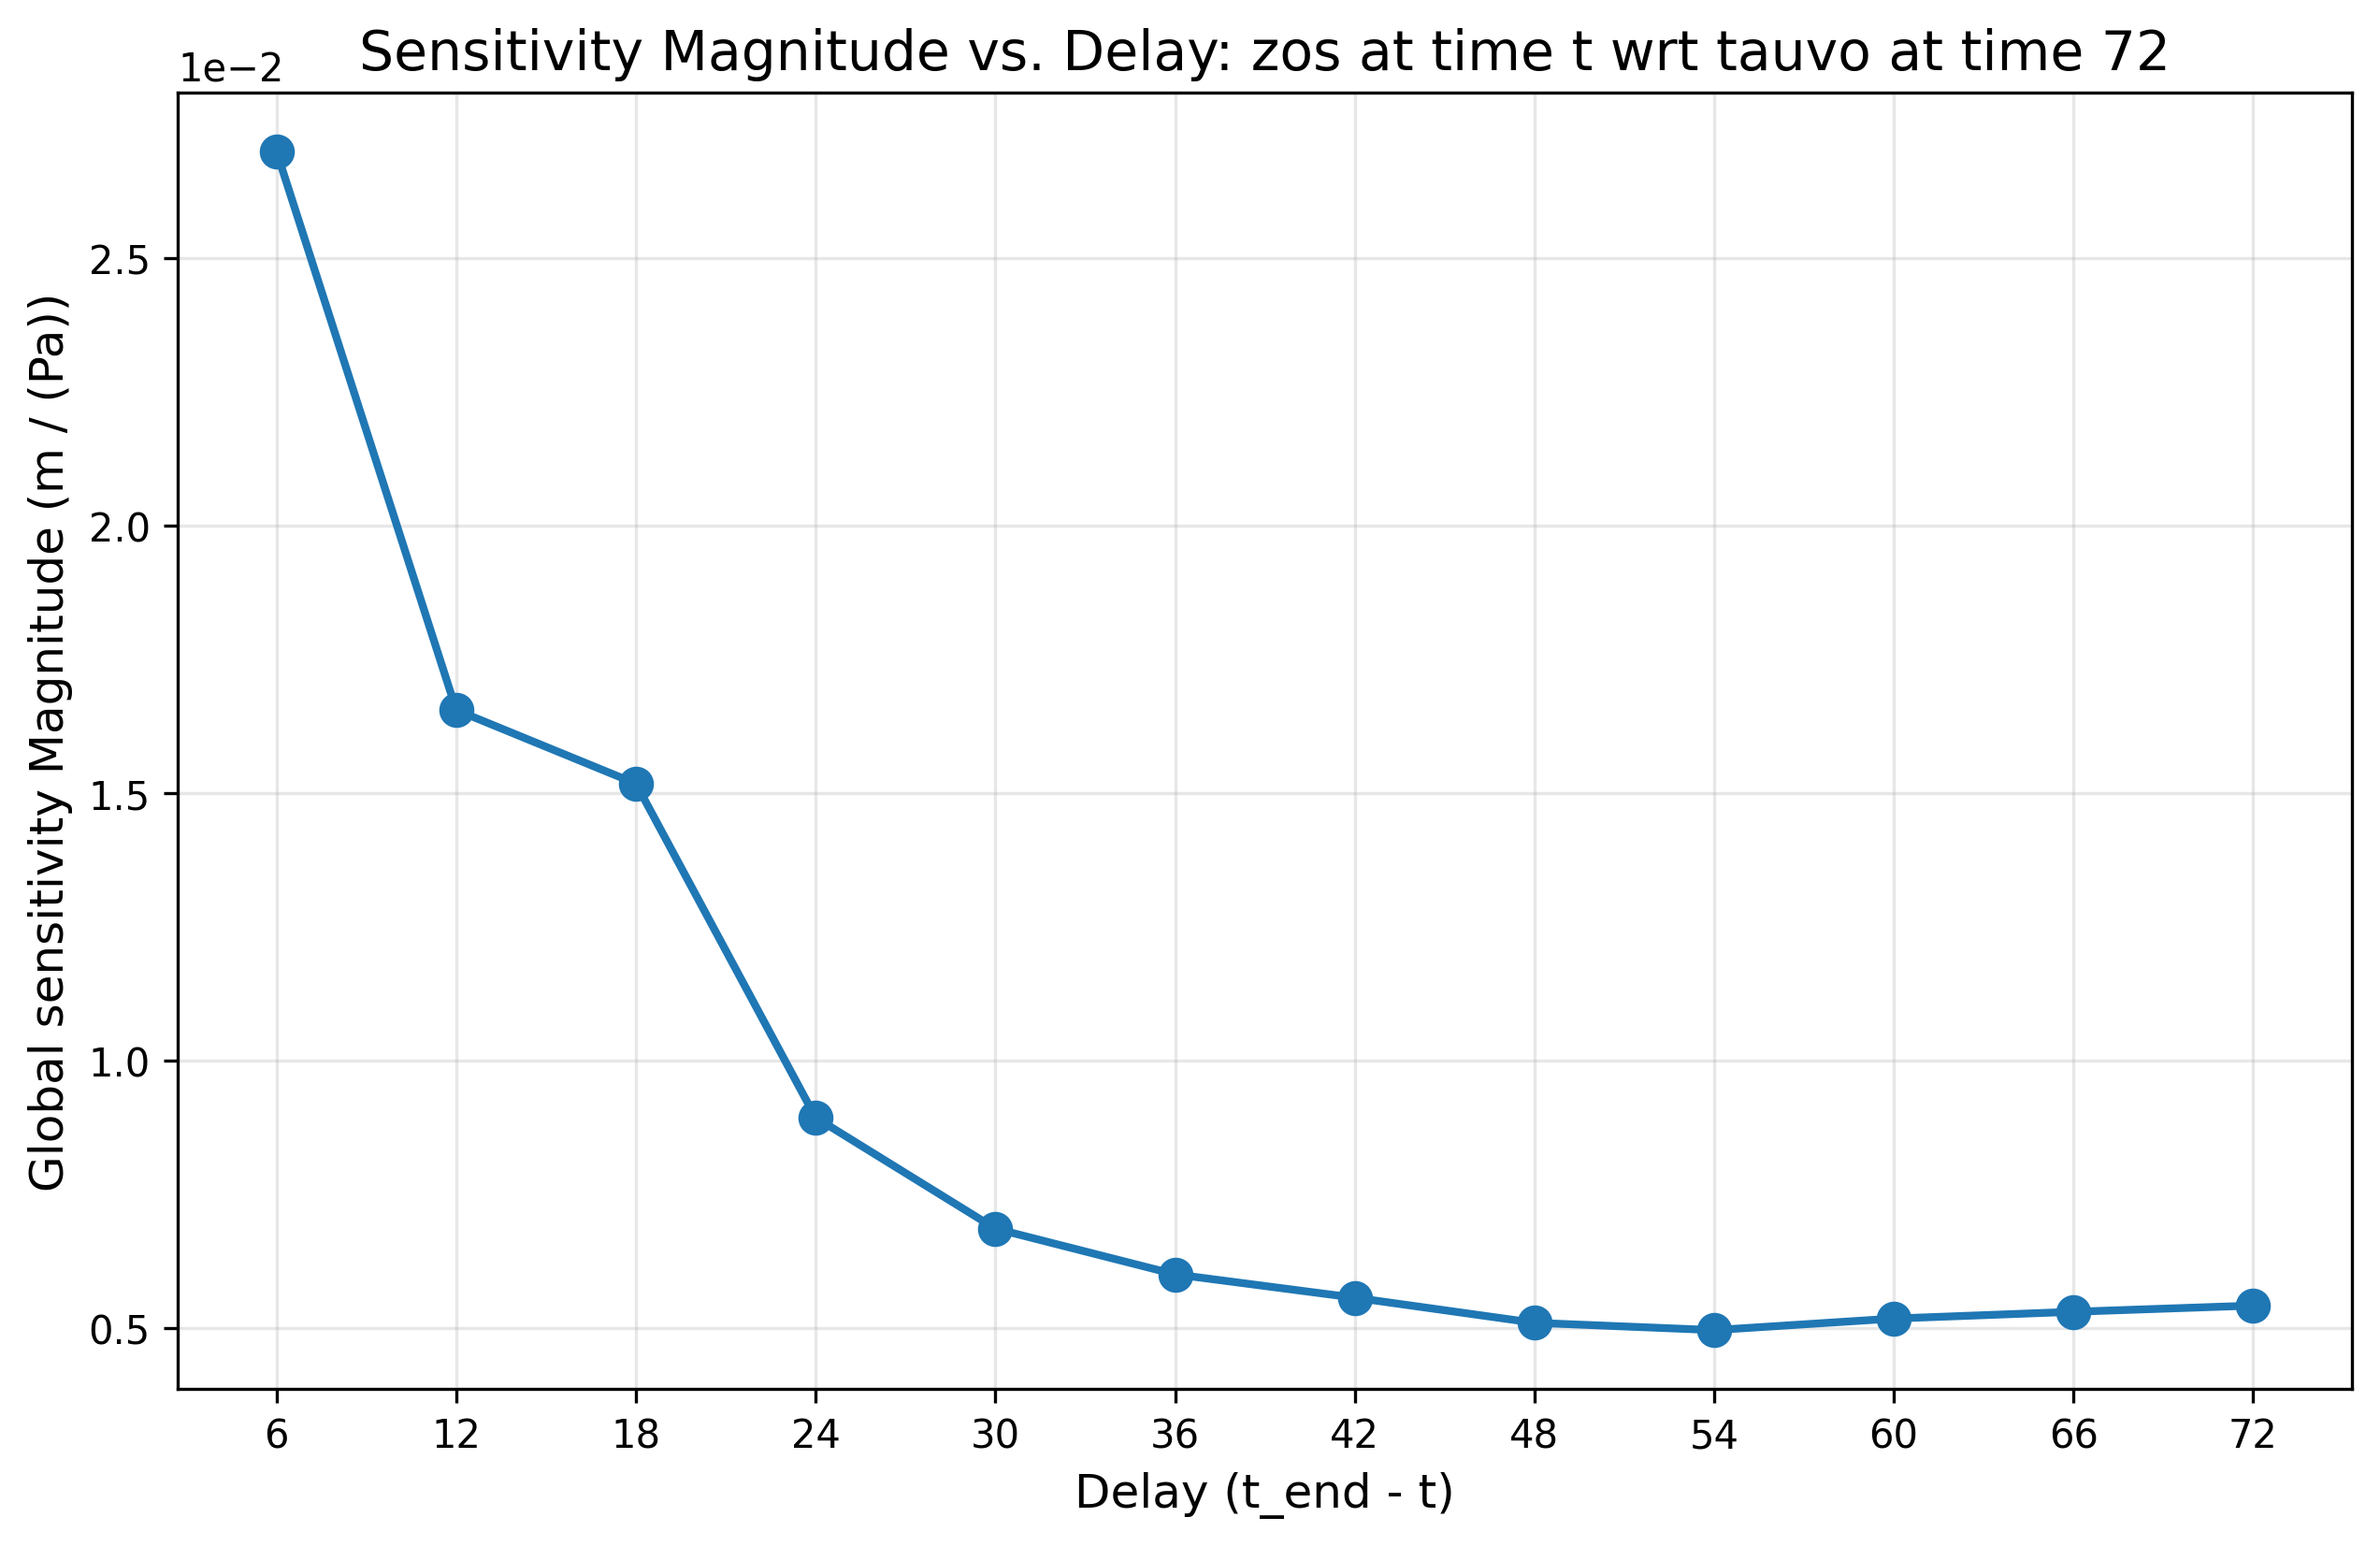 Sensitivity Magnitude vs. Delay: zos at time t wrt tauvo at time 72
1e−2
Global sensitivity Magnitude (m / (Pa))
2.5
2.0
1.5
1.0
0.5
6 12 18 24 30 36 42 48 54 60 66 72
Delay (t_end - t)